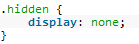 .hidden {
    display: none;
}